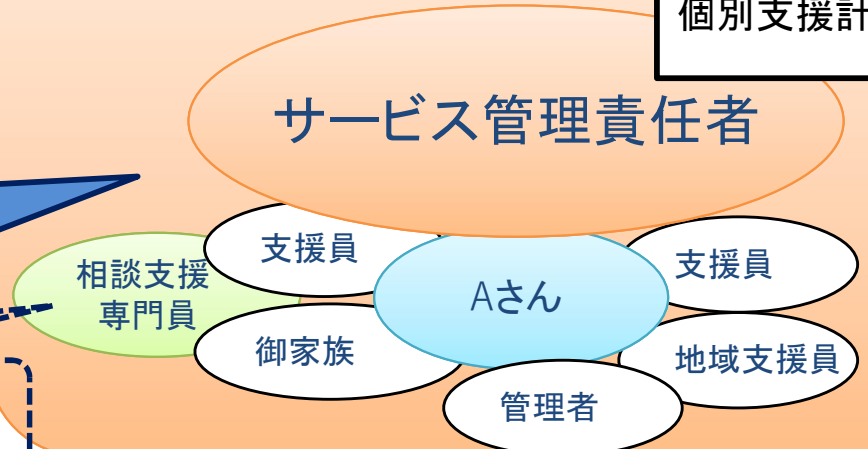 個別支援計
サービス管理責任者
支援員
支援員
相談支援
専門員
Aさん
御家族
地域支援員
管理者